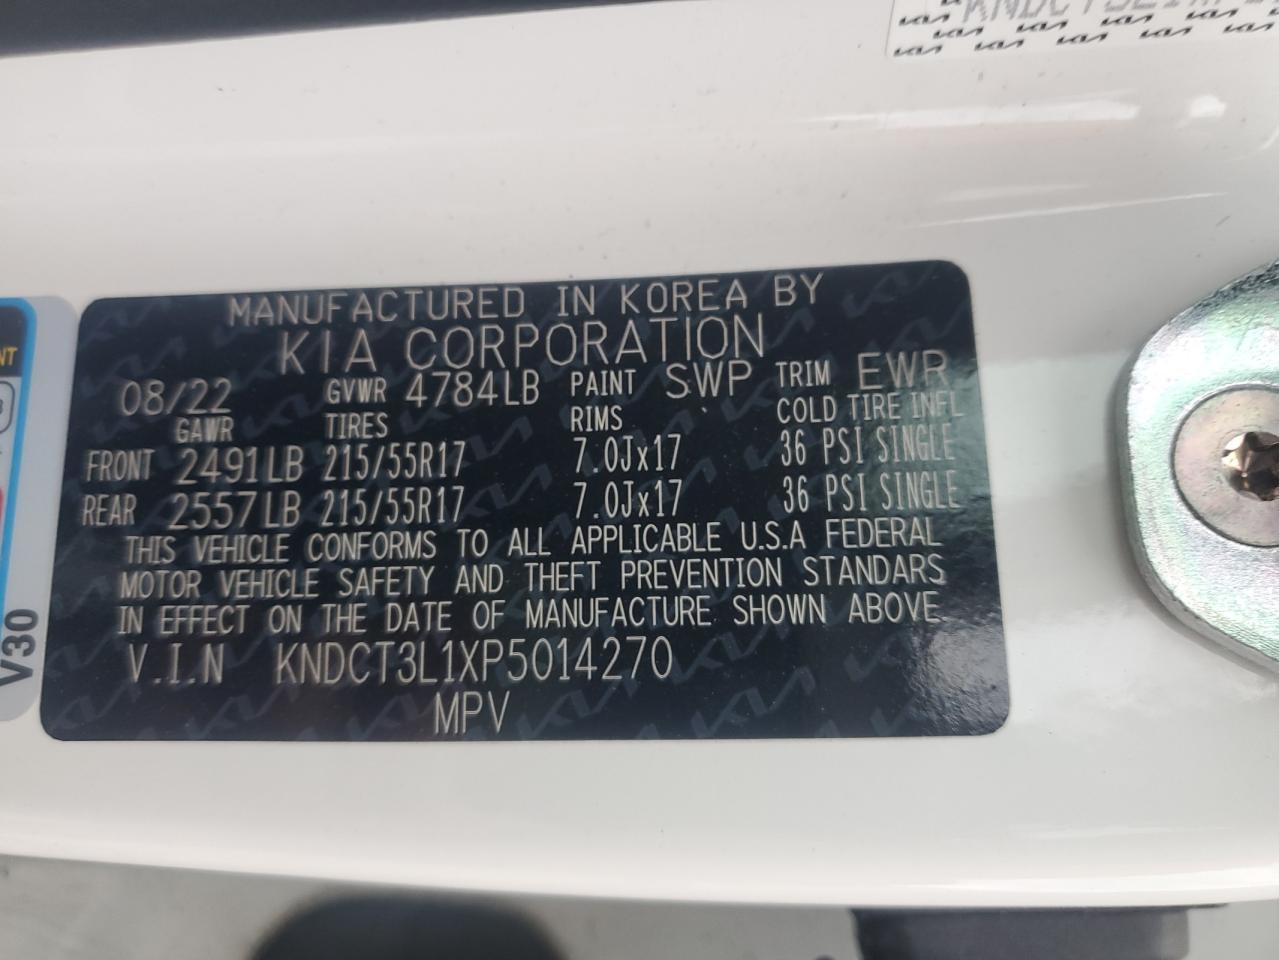 MANUFACTURED IN KOREA BY
KIA CORPORATION
08/22 GVWR 4784LB PAINT SWP TRIM EWR
GAWR TIRES RIMS COLD TIRE INFL
FRONT 2491LB 215/55R17 7.0Jx17 36 PSI SINGLE
REAR 2557LB 215/55R17 7.0Jx17 36 PSI SINGLE
THIS VEHICLE CONFORMS TO ALL APPLICABLE U.S.A FEDERAL
MOTOR VEHICLE SAFETY AND THEFT PREVENTION STANDARS
IN EFFECT ON THE DATE OF MANUFACTURE SHOWN ABOVE.
V.I.N KNDCT3L1XP5014270
MPV
V30